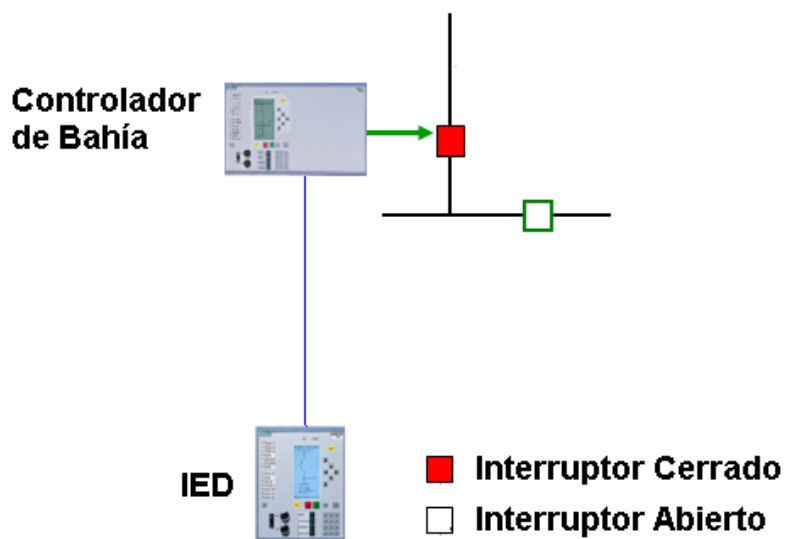 Controlador
de Bahía
IED
Interruptor Cerrado
Interruptor Abierto